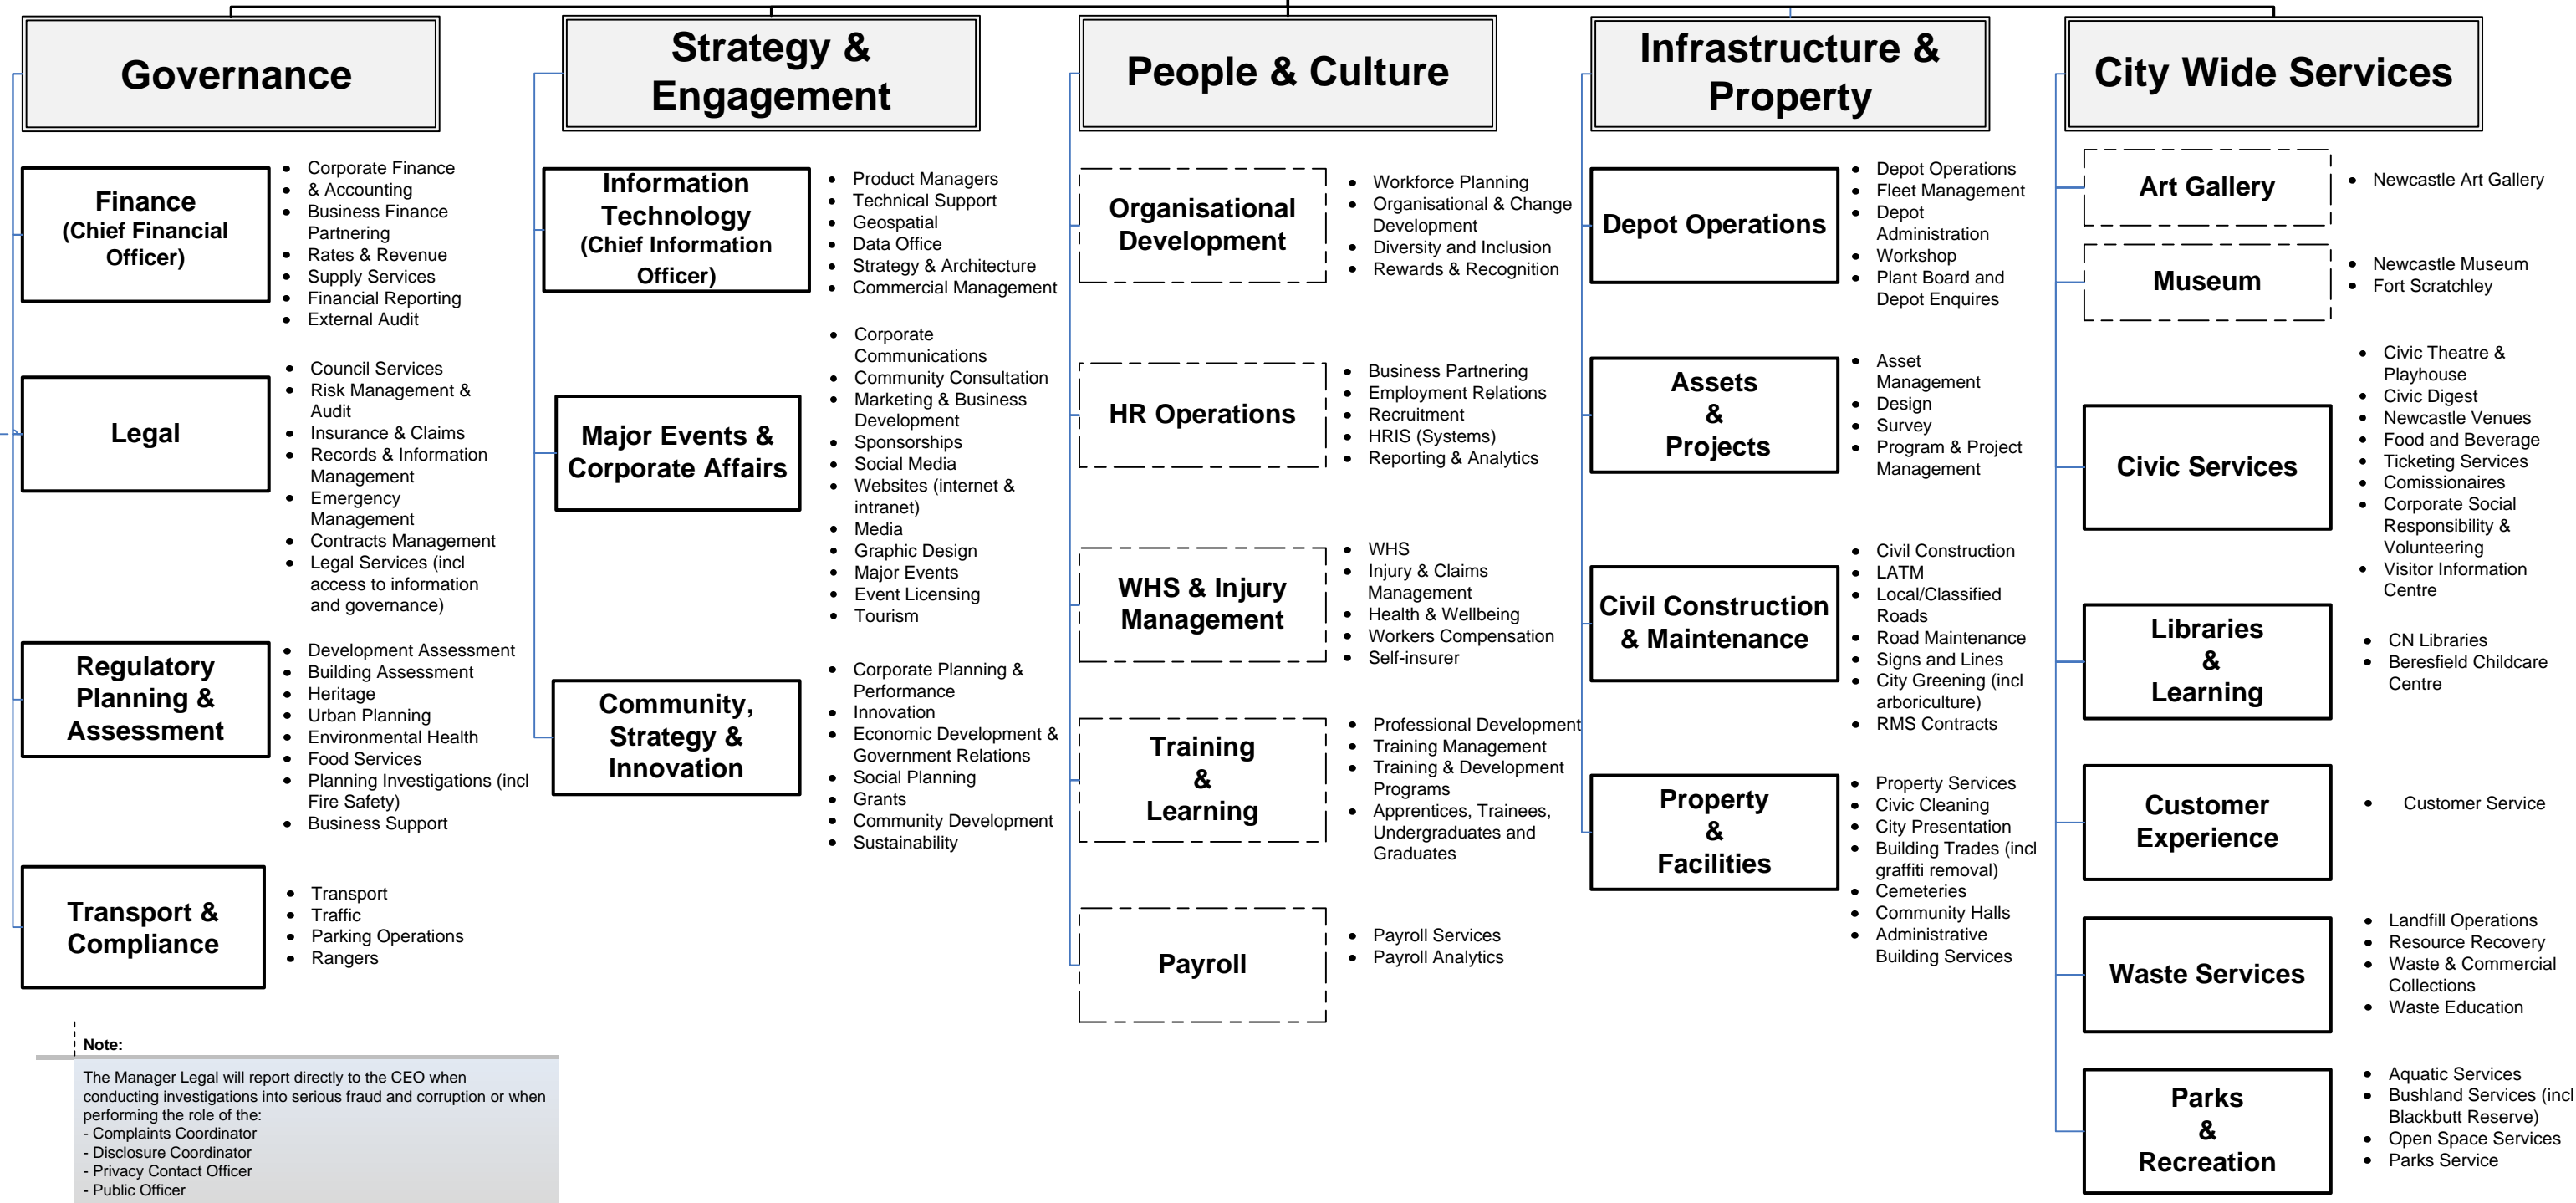 Governance
Finance
(Chief Financial
Officer)
Corporate Finance
& Accounting
Business Finance
Partnering
Rates & Revenue
Supply Services
Financial Reporting
External Audit
Legal
Council Services
Risk Management &
Audit
Insurance & Claims
Records & Information
Management
Emergency
Management
Contracts Management
Legal Services (incl
access to information
and governance)
Regulatory
Planning &
Assessment
Development Assessment
Building Assessment
Heritage
Urban Planning
Environmental Health
Food Services
Planning Investigations (incl
Fire Safety)
Business Support
Transport &
Compliance
Transport
Traffic
Parking Operations
Rangers
Note:
The Manager Legal will report directly to the CEO when
conducting investigations into serious fraud and corruption or when
performing the role of the:
- Complaints Coordinator
- Disclosure Coordinator
- Privacy Contact Officer
- Public Officer
Strategy &
Engagement
Information
Technology
(Chief Information
Officer)
Product Managers
Technical Support
Geospatial
Data Office
Strategy & Architecture
Commercial Management
Major Events &
Corporate Affairs
Corporate
Communications
Community Consultation
Marketing & Business
Development
Sponsorships
Social Media
Websites (internet &
intranet)
Media
Graphic Design
Major Events
Event Licensing
Tourism
Community,
Strategy &
Innovation
Corporate Planning &
Performance
Innovation
Economic Development &
Government Relations
Social Planning
Grants
Community Development
Sustainability
People & Culture
Organisational
Development
Workforce Planning
Organisational & Change
Development
Diversity and Inclusion
Rewards & Recognition
HR Operations
Business Partnering
Employment Relations
Recruitment
HRIS (Systems)
Reporting & Analytics
WHS & Injury
Management
WHS
Injury & Claims
Management
Health & Wellbeing
Workers Compensation
Self-insurer
Training
&
Learning
Professional Development
Training Management
Training & Development
Programs
Apprentices, Trainees,
Undergraduates and
Graduates
Payroll
Payroll Services
Payroll Analytics
Infrastructure &
Property
Depot Operations
Depot Operations
Fleet Management
Depot
Administration
Workshop
Plant Board and
Depot Enquires
Assets
&
Projects
Asset
Management
Design
Survey
Program & Project
Management
Civil Construction
& Maintenance
Civil Construction
LATM
Local/Classified
Roads
Road Maintenance
Signs and Lines
City Greening (incl
arboriculture)
RMS Contracts
Property
&
Facilities
Property Services
Civic Cleaning
City Presentation
Building Trades (incl
graffiti removal)
Cemeteries
Community Halls
Administrative
Building Services
City Wide Services
Art Gallery
Newcastle Art Gallery
Museum
Newcastle Museum
Fort Scratchley
Civic Services
Civic Theatre &
Playhouse
Civic Digest
Newcastle Venues
Food and Beverage
Ticketing Services
Comissionaires
Corporate Social
Responsibility &
Volunteering
Visitor Information
Centre
Libraries
&
Learning
CN Libraries
Beresfield Childcare
Centre
Customer
Experience
Customer Service
Waste Services
Landfill Operations
Resource Recovery
Waste & Commercial
Collections
Waste Education
Parks
&
Recreation
Aquatic Services
Bushland Services (incl
Blackbutt Reserve)
Open Space Services
Parks Service